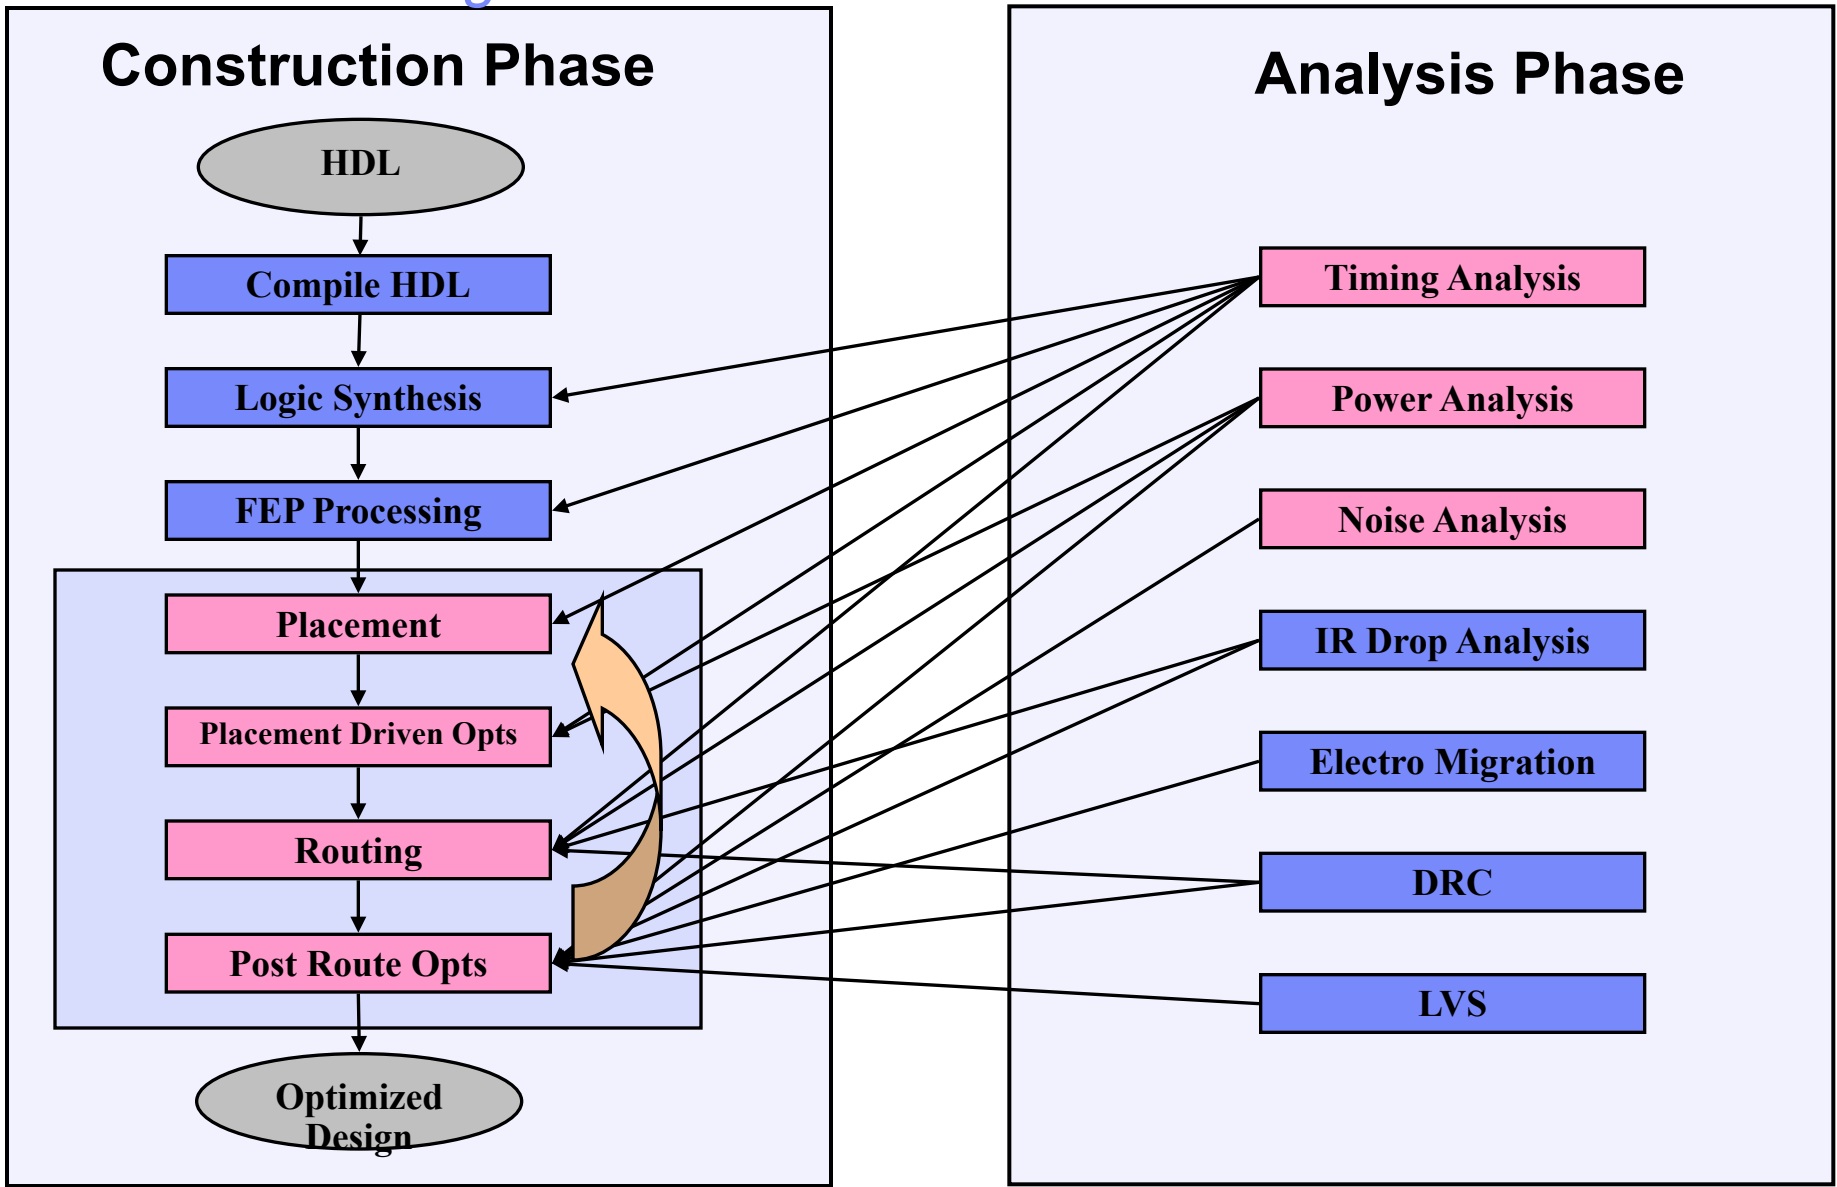 Construction Phase
HDL
Compile HDL
Logic Synthesis
FEP Processing
Placement
Placement Driven Opts
Routing
Post Route Opts
Optimized
Design
Analysis Phase
Timing Analysis
Power Analysis
Noise Analysis
IR Drop Analysis
Electro Migration
DRC
LVS